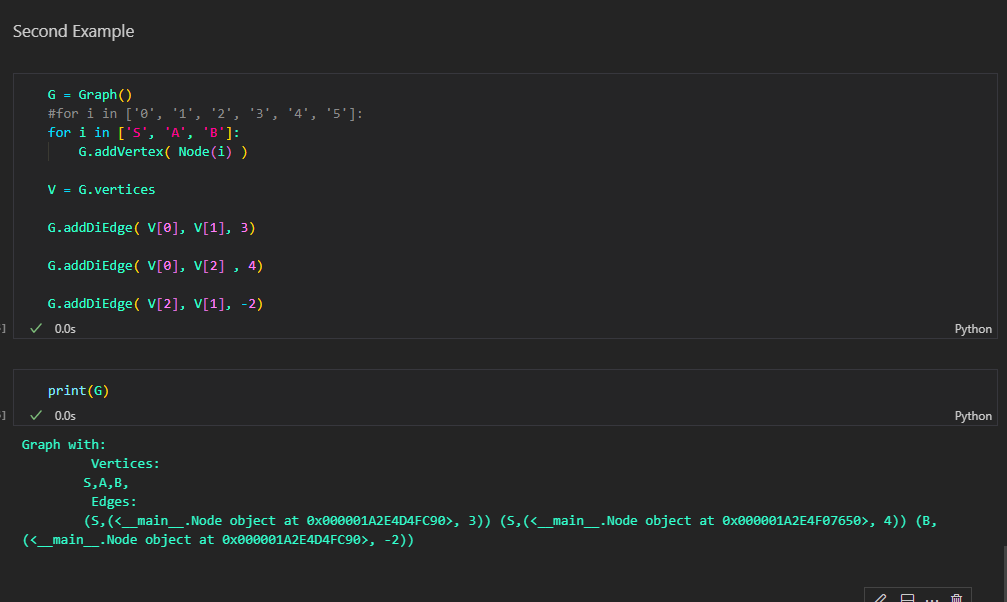 Second Example
G = Graph()
#for i in ['0', '1', '2', '3', '4', '5']:
for i in ['S', 'A', 'B']:
    G.addVertex( Node(i) )
V = G.vertices
G.addDiEdge( V[0], V[1], 3)
G.addDiEdge( V[0], V[2] , 4)
G.addDiEdge( V[2], V[1], -2)
] ✓ 0.0s Python
print(G)
] ✓ 0.0s Python
Graph with:
         Vertices:
        S,A,B,
         Edges:
        (S,(<__main__.Node object at 0x000001A2E4D4FC90>, 3)) (S,(<__main__.Node object at 0x000001A2E4F07650>, 4)) (B,
(<__main__.Node object at 0x000001A2E4D4FC90>, -2))